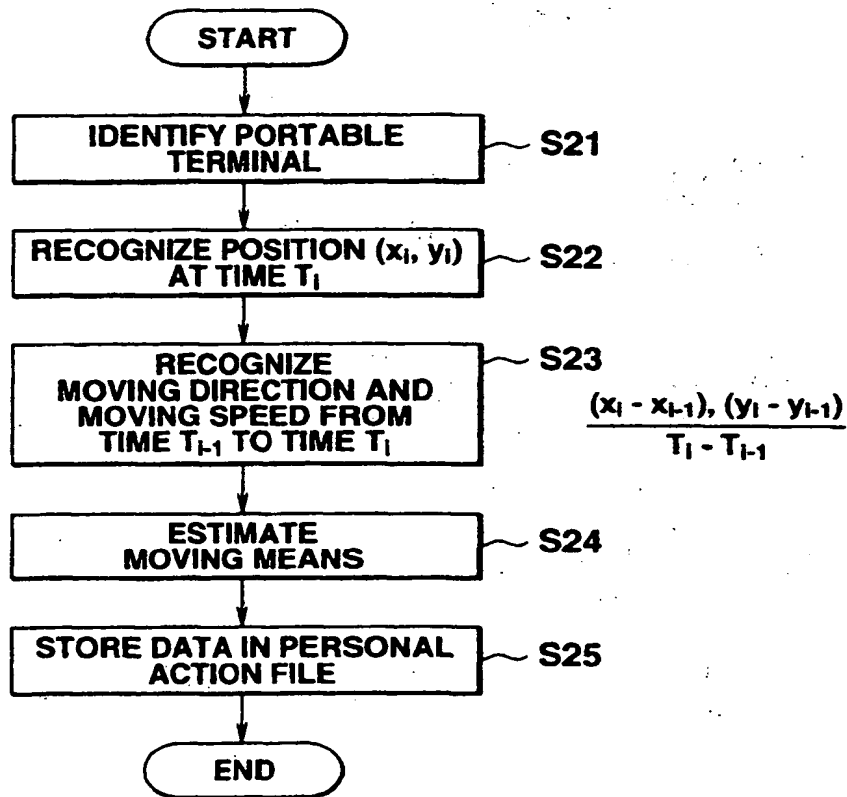 START
IDENTIFY PORTABLE
TERMINAL
S21
RECOGNIZE POSITION (xi, yi)
AT TIME Ti
S22
RECOGNIZE
MOVING DIRECTION AND
MOVING SPEED FROM
TIME Ti-1 TO TIME Ti
S23
(xi - xi-1), (yi - yi-1)
Ti - Ti-1
ESTIMATE
MOVING MEANS
S24
STORE DATA IN PERSONAL
ACTION FILE
S25
END